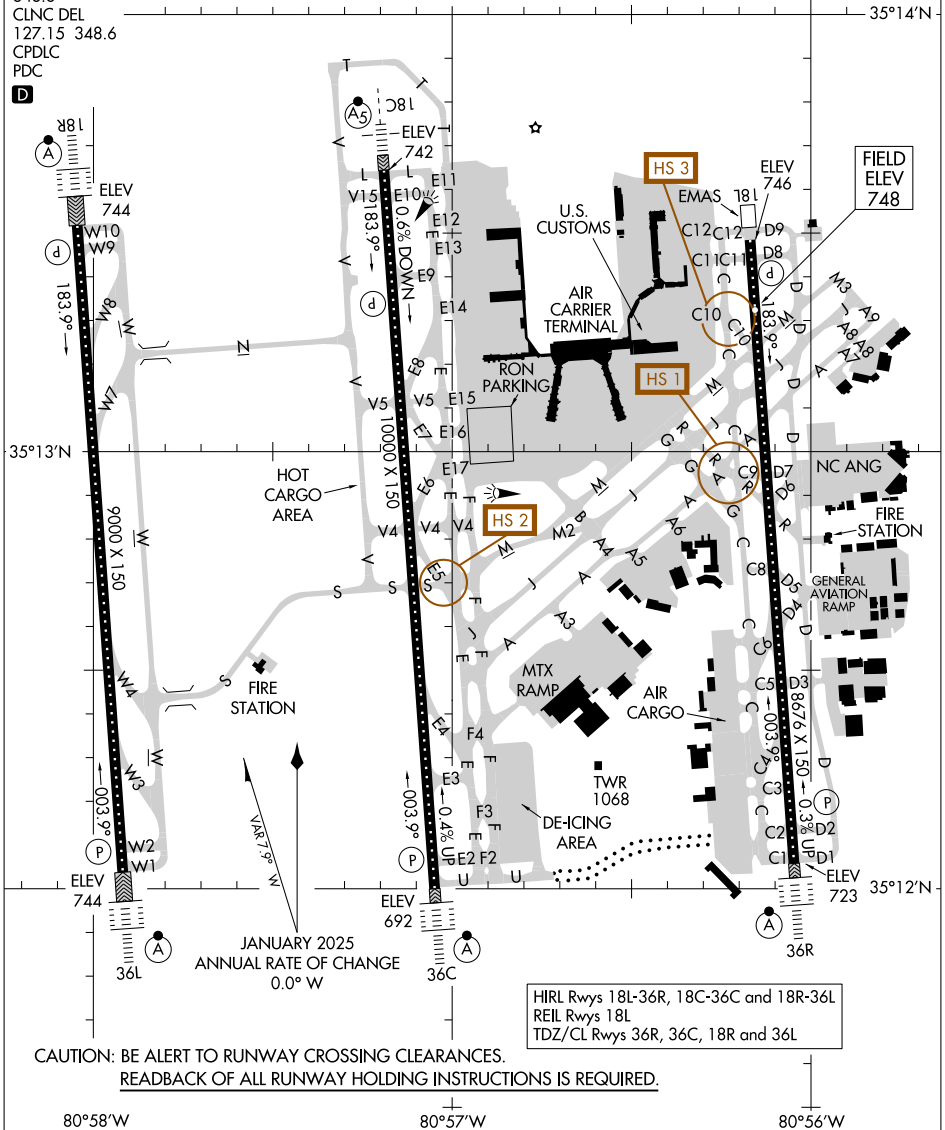 CLNC DEL
127.15 348.6
CPDLC
PDC
D
35°14'N
18R
A
ELEV
744
W10
W9
P
183.9°
W8
W
W7
N
9000 X 150
W
W4
W
W3
003.9°
P
W2
W1
ELEV
744
36L
A
T
T
T
A5
18C
ELEV
742
V
L
L
E11
V15
E10
E12
E
E13
183.9°
0.6% DOWN
V
E9
P
E14
E8
E
V
V5
V5
E15
E7
E16
10000 X 150
E17
E6
E
F
F
HOT
CARGO
AREA
V4
V4
V4
V
E5
HS 2
S
S
S
S
F
J
E
A
FIRE
STATION
E4
F4
E
F
E3
F3
F
E
003.9°
0.4% UP
P
E2
F2
U
U
ELEV
692
36C
A
VAR 7.9° W
JANUARY 2025
ANNUAL RATE OF CHANGE
0.0° W
U.S.
CUSTOMS
AIR
CARRIER
TERMINAL
RON
PARKING
HS 3
EMAS
18L
ELEV
746
FIELD
ELEV
748
C12
C12
D9
C11
C11
D8
C
P
D
C10
C10
C
183.9°
M
D
M3
J
A9
A8
A8
A7
J
D
A
HS 1
M
J
R
G
R
G
C
A
R
A
C9
D7
D6
R
G
D
NC ANG
FIRE
STATION
35°13'N
M
J
B
M2
M
A4
A5
A6
A
G
C
J
A
A3
C8
D5
D4
D
GENERAL
AVIATION
RAMP
C
C6
C5
D3
C
MTX
RAMP
AIR
CARGO
003.9°
8676 X 150
C4
D
C3
0.3% UP
P
C
C2
D2
C1
D1
TWR
1068
DE-ICING
AREA
ELEV
723
35°12'N
A
36R
HIRL Rwys 18L-36R, 18C-36C and 18R-36L
REIL Rwys 18L
TDZ/CL Rwys 36R, 36C, 18R and 36L
CAUTION: BE ALERT TO RUNWAY CROSSING CLEARANCES.
READBACK OF ALL RUNWAY HOLDING INSTRUCTIONS IS REQUIRED.
80°58'W
80°57'W
80°56'W